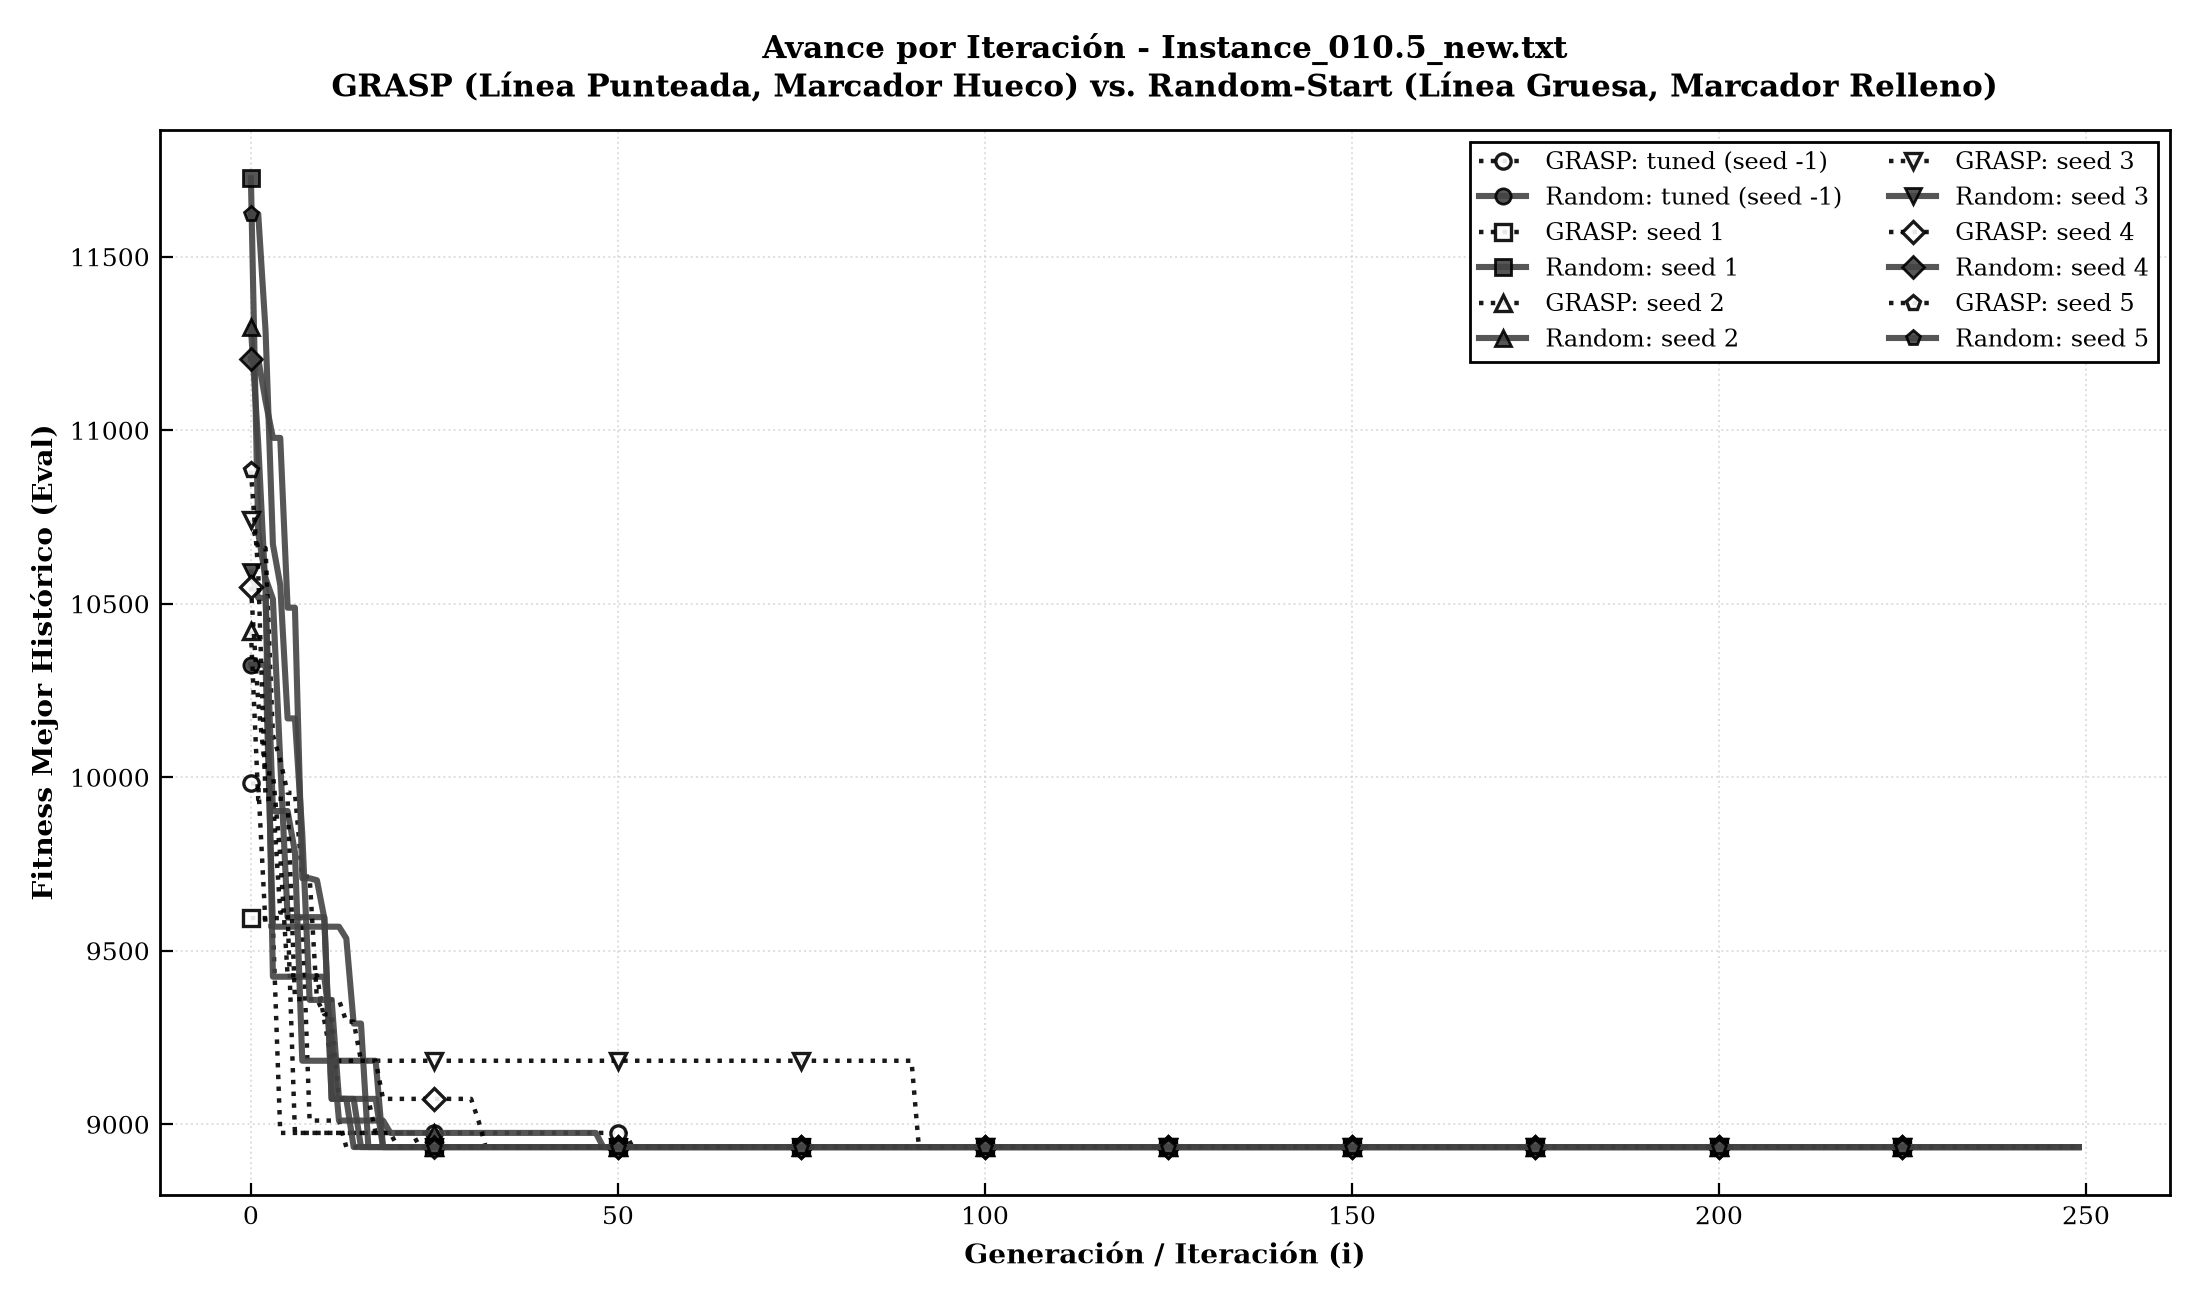 Avance por Iteración - Instance_010.5_new.txt
GRASP (Línea Punteada, Marcador Hueco) vs. Random-Start (Línea Gruesa, Marcador Relleno)
GRASP: tuned (seed -1)
Random: tuned (seed -1)
GRASP: seed 1
Random: seed 1
GRASP: seed 2
Random: seed 2
GRASP: seed 3
Random: seed 3
GRASP: seed 4
Random: seed 4
GRASP: seed 5
Random: seed 5
Fitness Mejor Histórico (Eval)
11500
11000
10500
10000
9500
9000
0
50
100
150
200
250
Generación / Iteración (i)